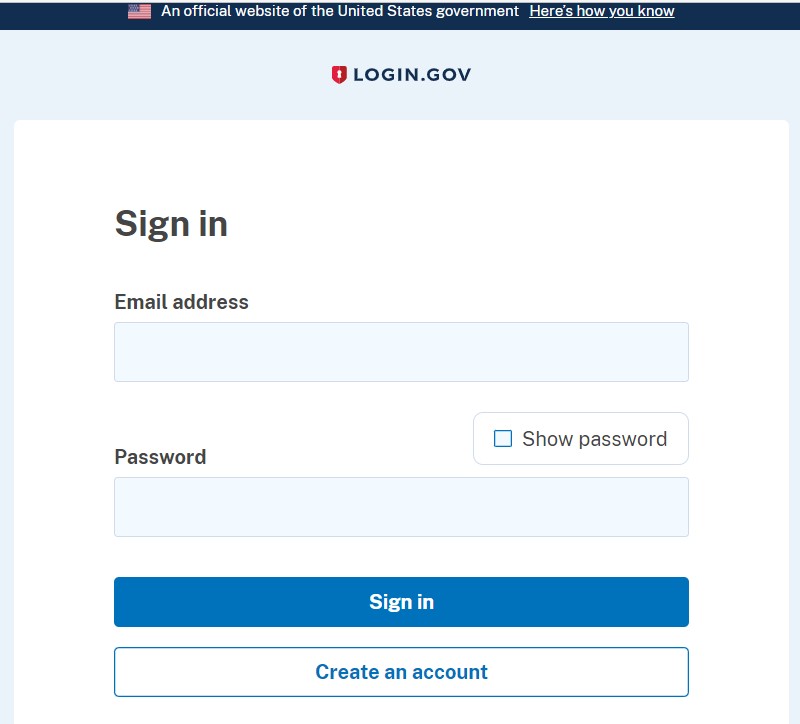 An official website of the United States government Here's how you know
LOGIN.GOV
Sign in
Email address
Show password
Password
Sign in
Create an account